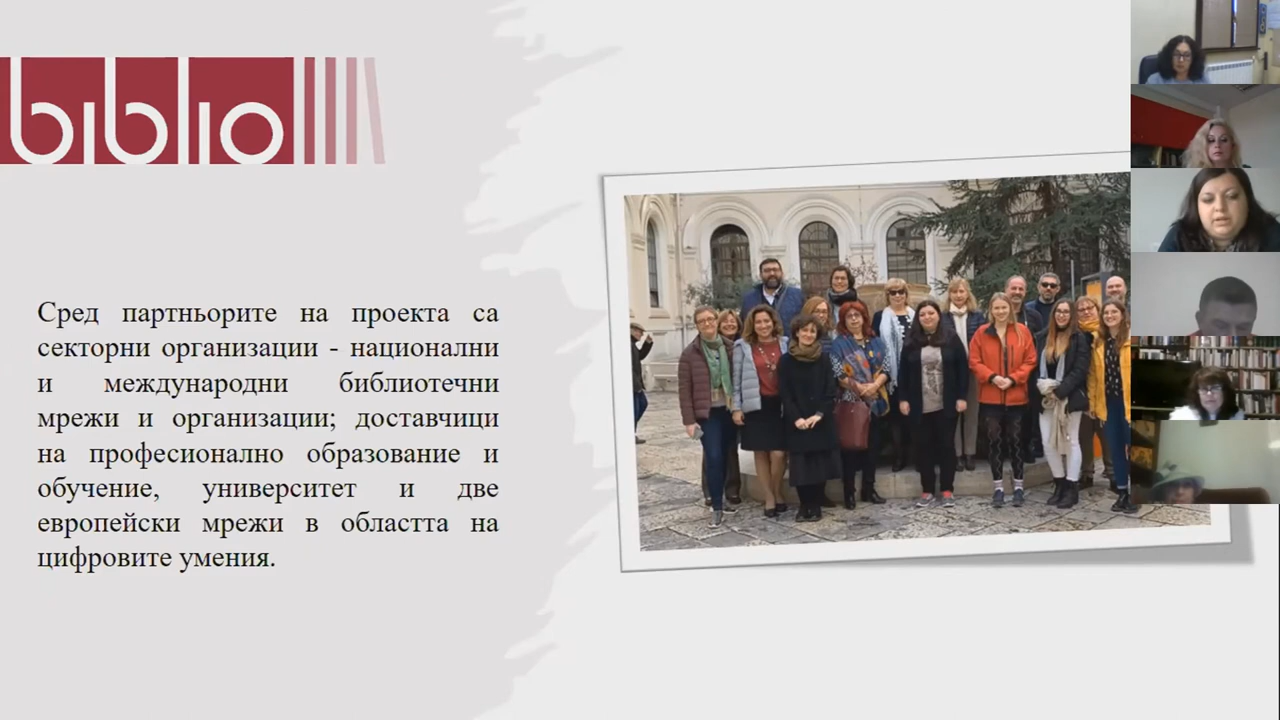 biblio
Сред партньорите на проекта са
секторни организации - национални
и международни библиотечни
мрежи и организации; доставчици
на професионално образование и
обучение, университет и две
европейски мрежи в областта на
цифровите умения.